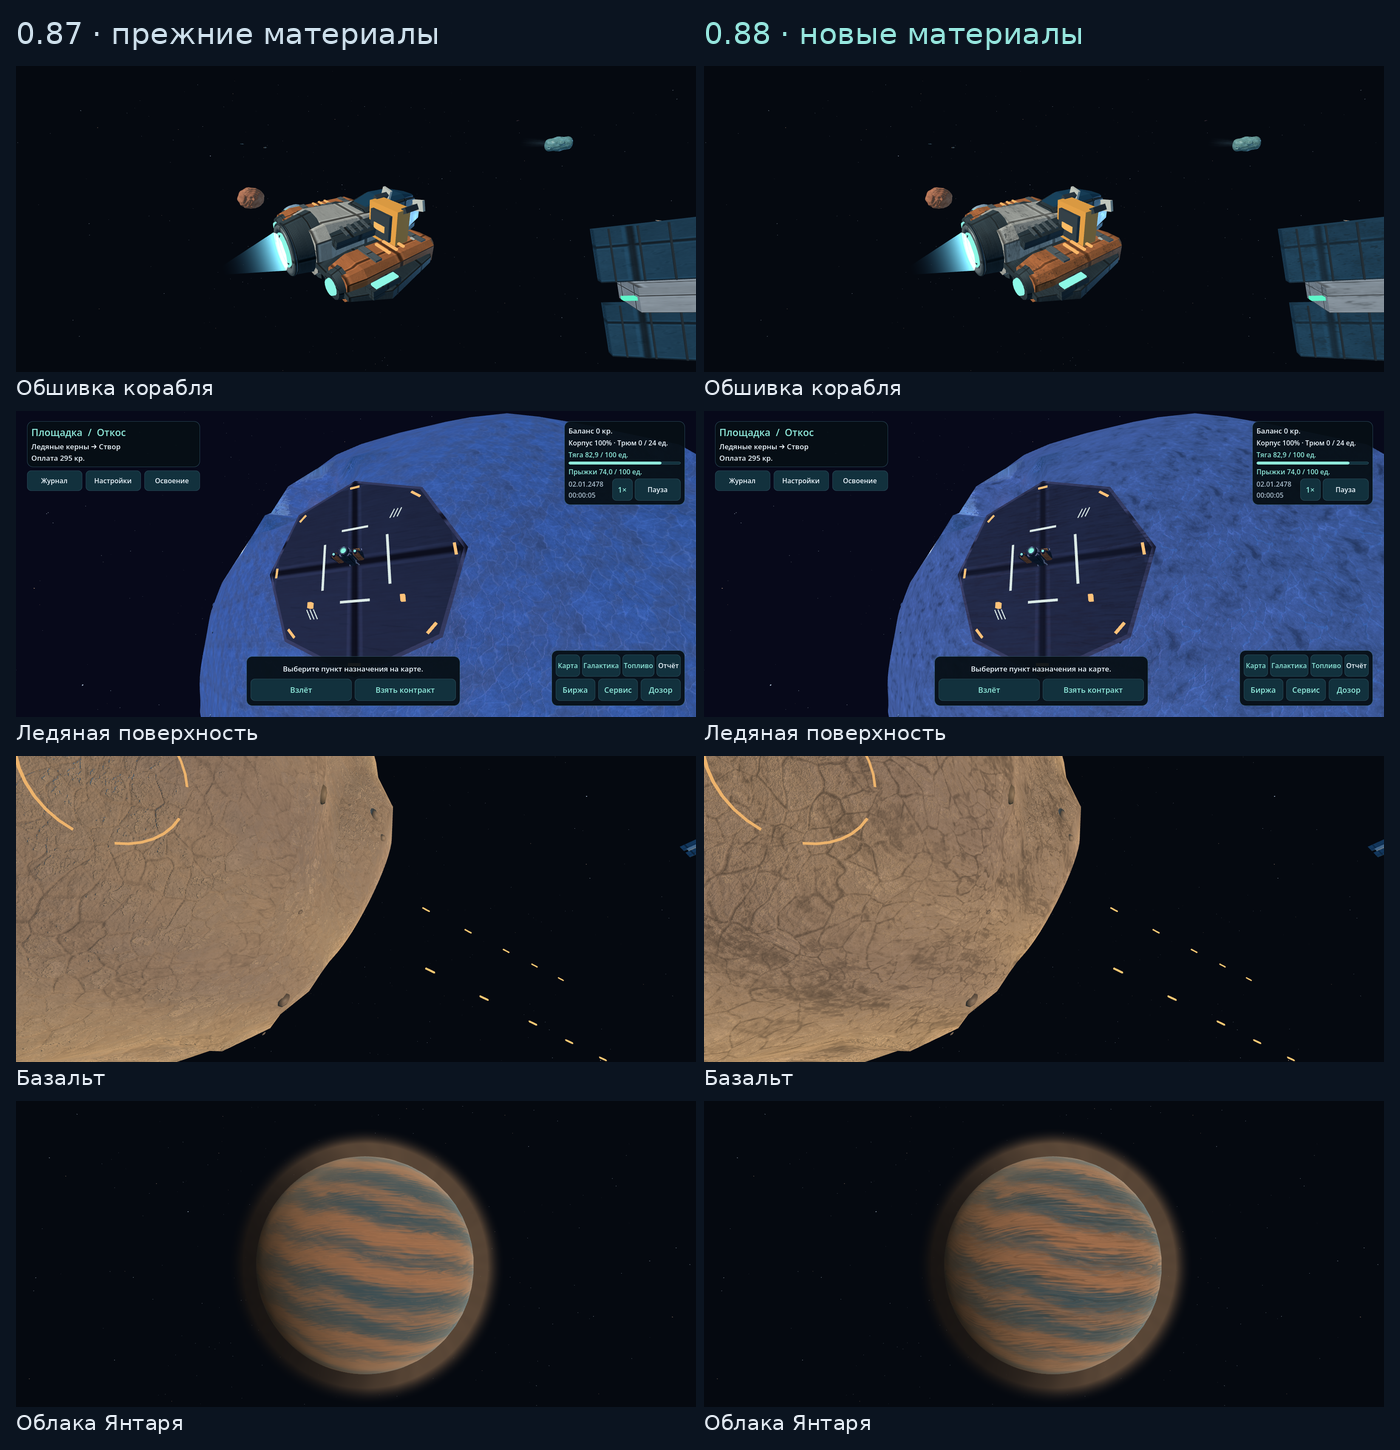 0.87 · прежние материалы
0.88 · новые материалы
Обшивка корабля
Обшивка корабля
Площадка / Откос
Ледяные керны → Створ
Оплата 295 кр.
Журнал
Настройки
Освоение
Баланс 0 кр.
Корпус 100% · Трюм 0 / 24 ед.
Тяга 82,9 / 100 ед.
Прыжки 74,0 / 100 ед.
02.01.2478
00:00:05
1×
Пауза
Выберите пункт назначения на карте.
Взлёт
Взять контракт
Карта
Галактика
Топливо
Отчёт
Биржа
Сервис
Дозор
Площадка / Откос
Ледяные керны → Створ
Оплата 295 кр.
Журнал
Настройки
Освоение
Баланс 0 кр.
Корпус 100% · Трюм 0 / 24 ед.
Тяга 82,9 / 100 ед.
Прыжки 74,0 / 100 ед.
02.01.2478
00:00:05
1×
Пауза
Выберите пункт назначения на карте.
Взлёт
Взять контракт
Карта
Галактика
Топливо
Отчёт
Биржа
Сервис
Дозор
Ледяная поверхность
Ледяная поверхность
Базальт
Базальт
Облака Янтаря
Облака Янтаря